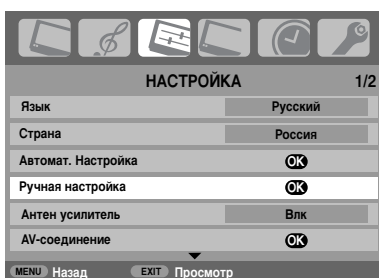 НАСТРОЙКА 1/2
Язык Русский
Страна Россия
Автомат. Настройка OK
Ручная настройка OK
Антен усилитель Влк
AV-соединение OK
MENU Назад EXIT Просмотр